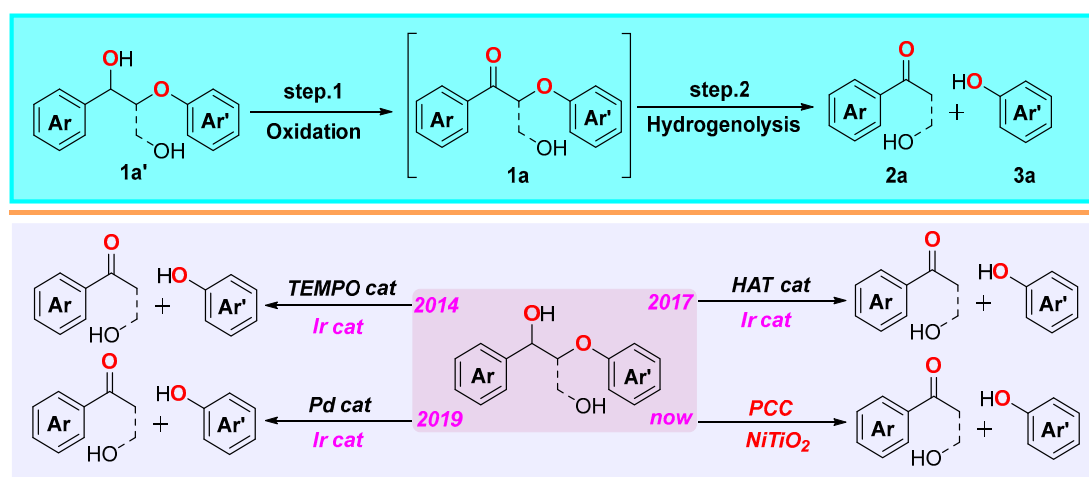 OH
O
Ar
Ar'
OH
1a'
step.1
Oxidation
O
O
Ar
Ar'
OH
1a
step.2
Hydrogenolysis
O
Ar
HO
2a
+
HO
Ar'
3a
O
Ar
HO
+
HO
Ar'
TEMPO cat
Ir cat
2014
2017
HAT cat
Ir cat
O
Ar
HO
+
HO
Ar'
OH
O
Ar
Ar'
OH
O
Ar
HO
+
HO
Ar'
Pd cat
Ir cat
2019
now
PCC
NiTiO₂
O
Ar
HO
+
HO
Ar'